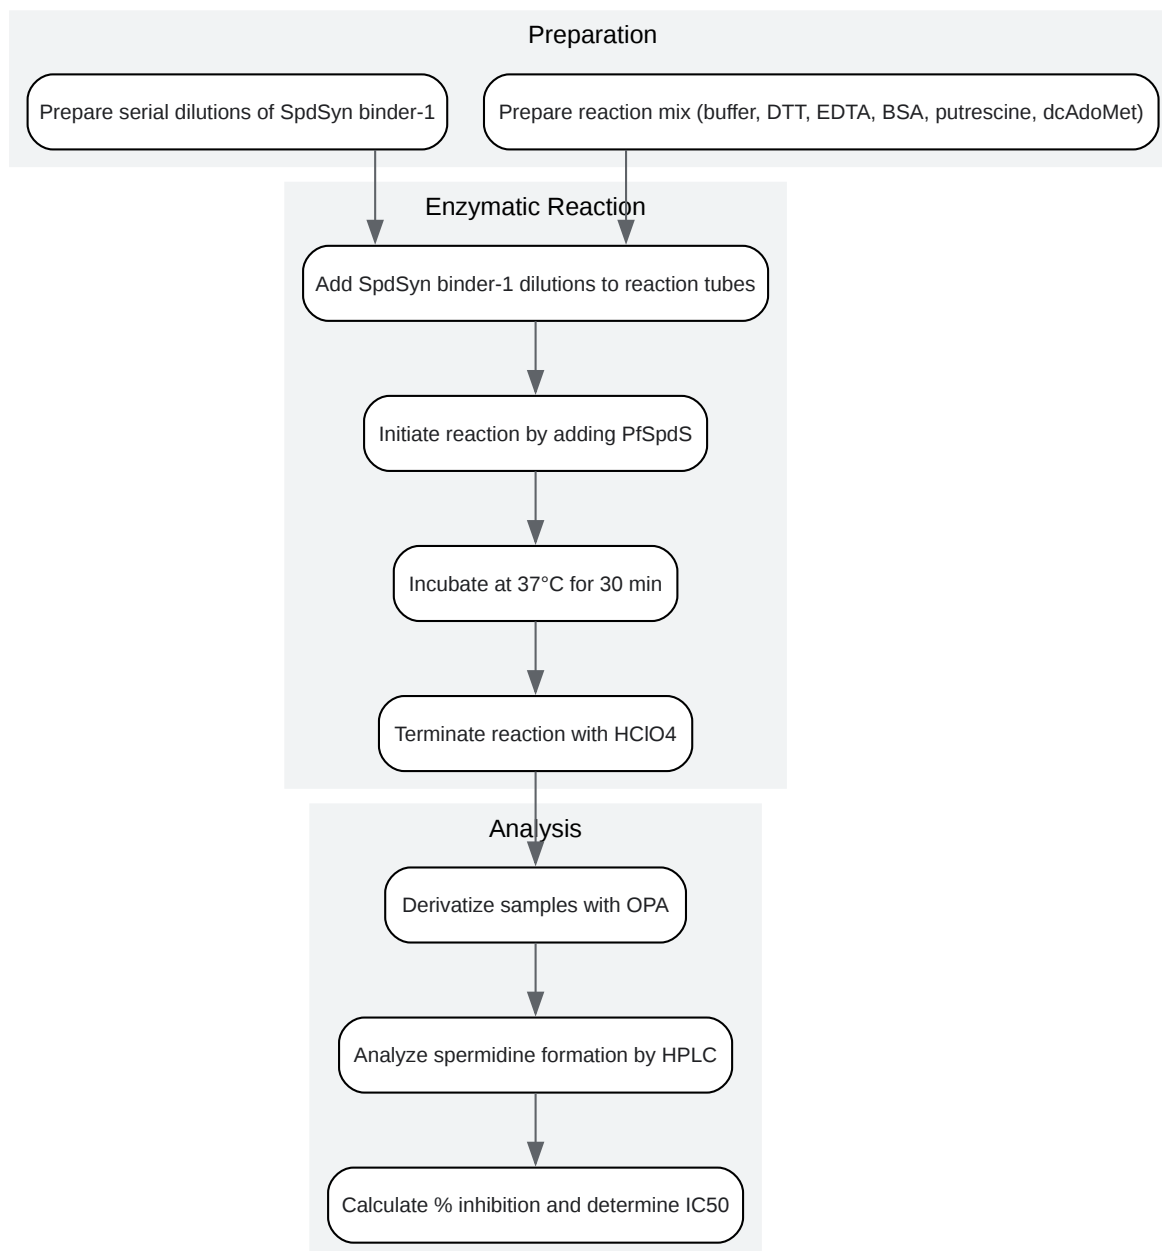 Preparation
Prepare serial dilutions of SpdSyn binder-1
Prepare reaction mix (buffer, DTT, EDTA, BSA, putrescine, dcAdoMet)
Enzymatic Reaction
Add SpdSyn binder-1 dilutions to reaction tubes
Initiate reaction by adding PfSpdS
Incubate at 37°C for 30 min
Terminate reaction with HClO4
Analysis
Derivatize samples with OPA
Analyze spermidine formation by HPLC
Calculate % inhibition and determine IC50